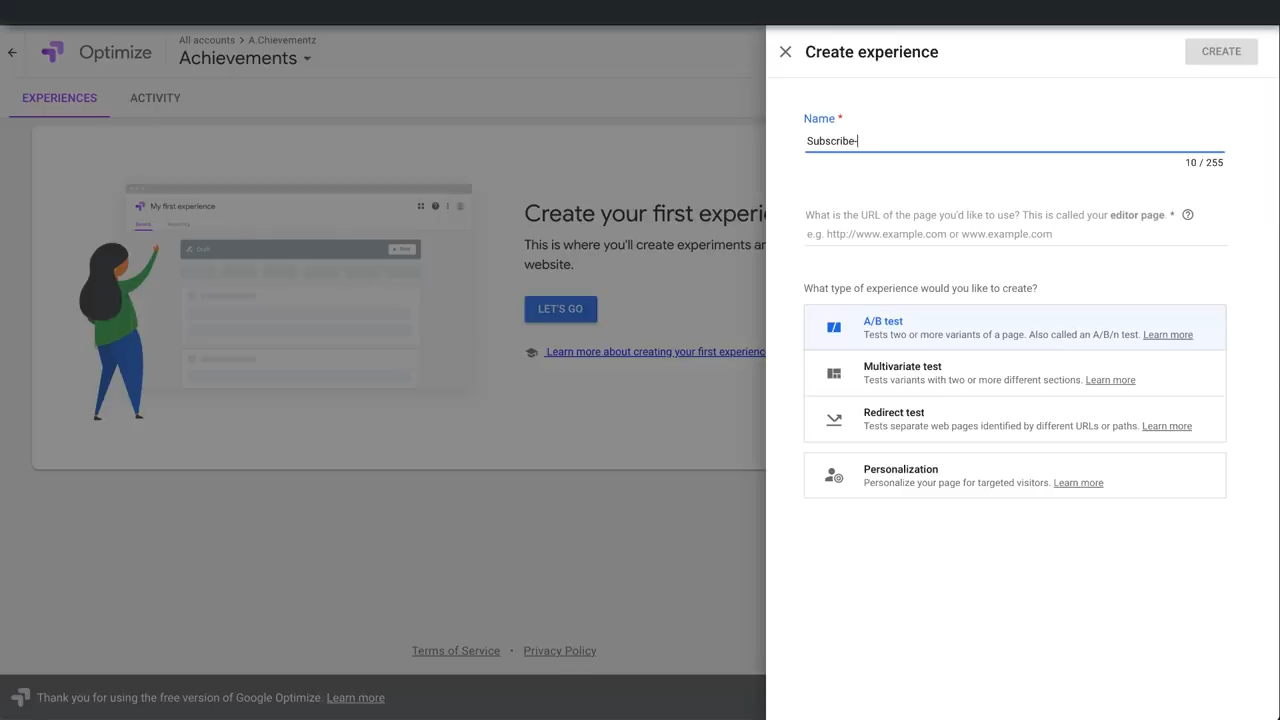 Optimize
All accounts > A.Chievementz
Achievements
EXPERIENCES
ACTIVITY
My first experience
Draft
Create your first experi
This is where you'll create experiments a
website.
LET'S GO
Learn more about creating your first experienc
Terms of Service • Privacy Policy
Thank you for using the free version of Google Optimize. Learn more
Create experience
CREATE
Name *
Subscribe-
10 / 255
What is the URL of the page you'd like to use? This is called your editor page. *
e.g. http://www.example.com or www.example.com
What type of experience would you like to create?
A/B test
Tests two or more variants of a page. Also called an A/B/n test. Learn more
Multivariate test
Tests variants with two or more different sections. Learn more
Redirect test
Tests separate web pages identified by different URLs or paths. Learn more
Personalization
Personalize your page for targeted visitors. Learn more